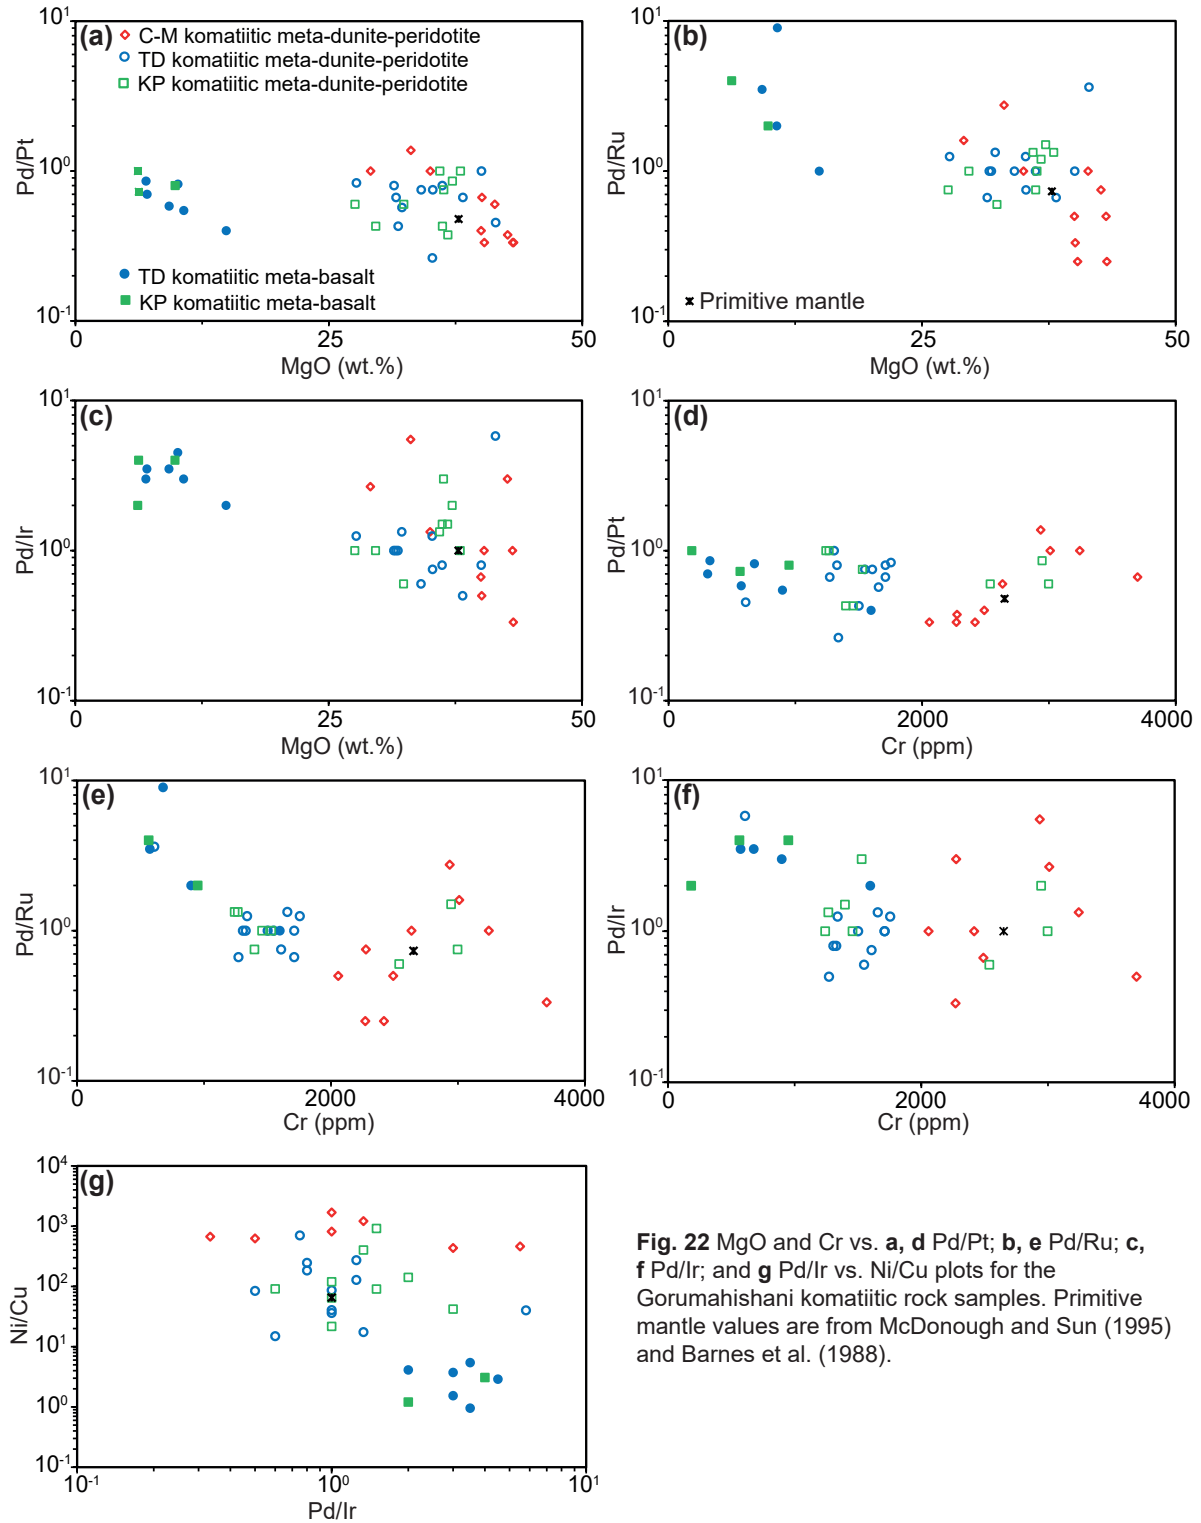 (a)
C-M komatiitic meta-dunite-peridotite
TD komatiitic meta-dunite-peridotite
KP komatiitic meta-dunite-peridotite
TD komatiitic meta-basalt
KP komatiitic meta-basalt
10¹
10⁰
10⁻¹
Pd/Pt
0
25
50
MgO (wt.%)
(b)
Primitive mantle
10¹
10⁰
10⁻¹
Pd/Ru
0
25
50
MgO (wt.%)
(c)
10¹
10⁰
10⁻¹
Pd/Ir
0
25
50
MgO (wt.%)
(d)
10¹
10⁰
10⁻¹
Pd/Pt
0
2000
4000
Cr (ppm)
(e)
10¹
10⁰
10⁻¹
Pd/Ru
0
2000
4000
Cr (ppm)
(f)
10¹
10⁰
10⁻¹
Pd/Ir
0
2000
4000
Cr (ppm)
(g)
10⁴
10³
10²
10¹
10⁰
10⁻¹
Ni/Cu
10⁻¹
10⁰
10¹
Pd/Ir
Fig. 22 MgO and Cr vs. a, d Pd/Pt; b, e Pd/Ru; c,
f Pd/Ir; and g Pd/Ir vs. Ni/Cu plots for the
Gorumahishani komatiitic rock samples. Primitive
mantle values are from McDonough and Sun (1995)
and Barnes et al. (1988).